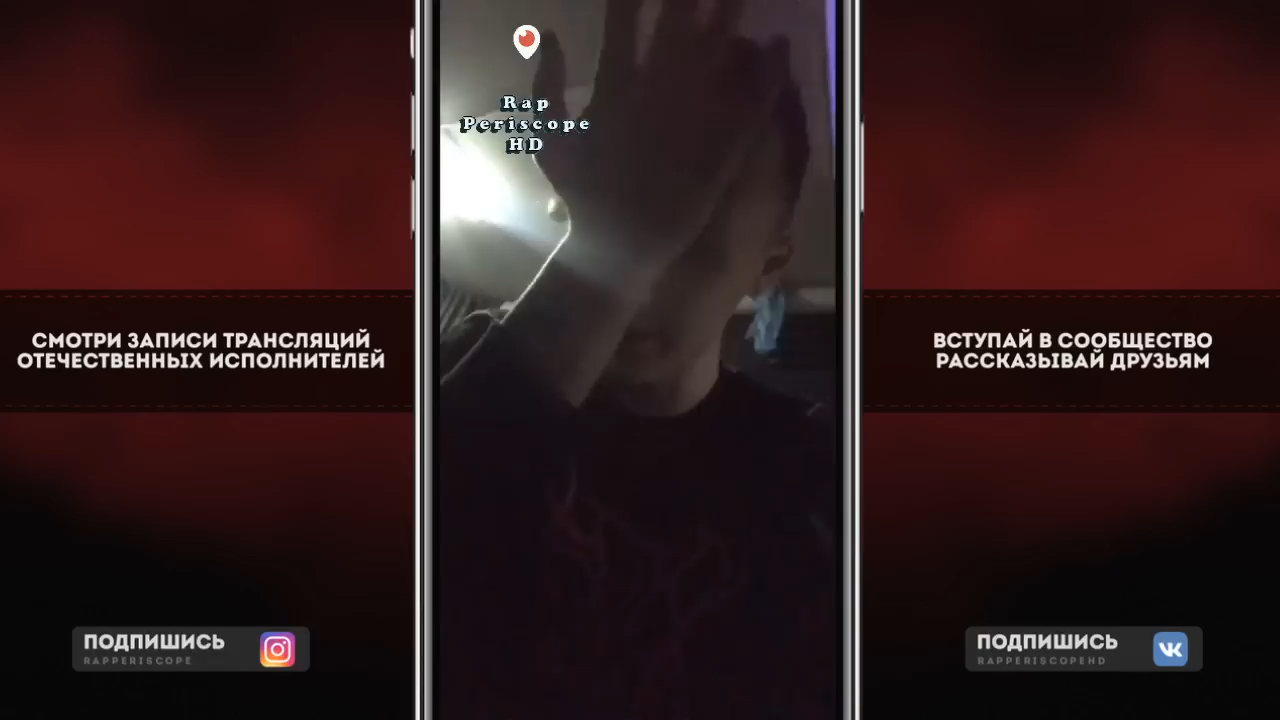 Rap
Periscope
HD
СМОТРИ ЗАПИСИ ТРАНСЛЯЦИЙ
ОТЕЧЕСТВЕННЫХ ИСПОЛНИТЕЛЕЙ
ВСТУПАЙ В СООБЩЕСТВО
РАССКАЗЫВАЙ ДРУЗЬЯМ
ПОДПИШИСЬ
RAPPERISCOPE
ПОДПИШИСЬ
RAPPERISCOPEHD